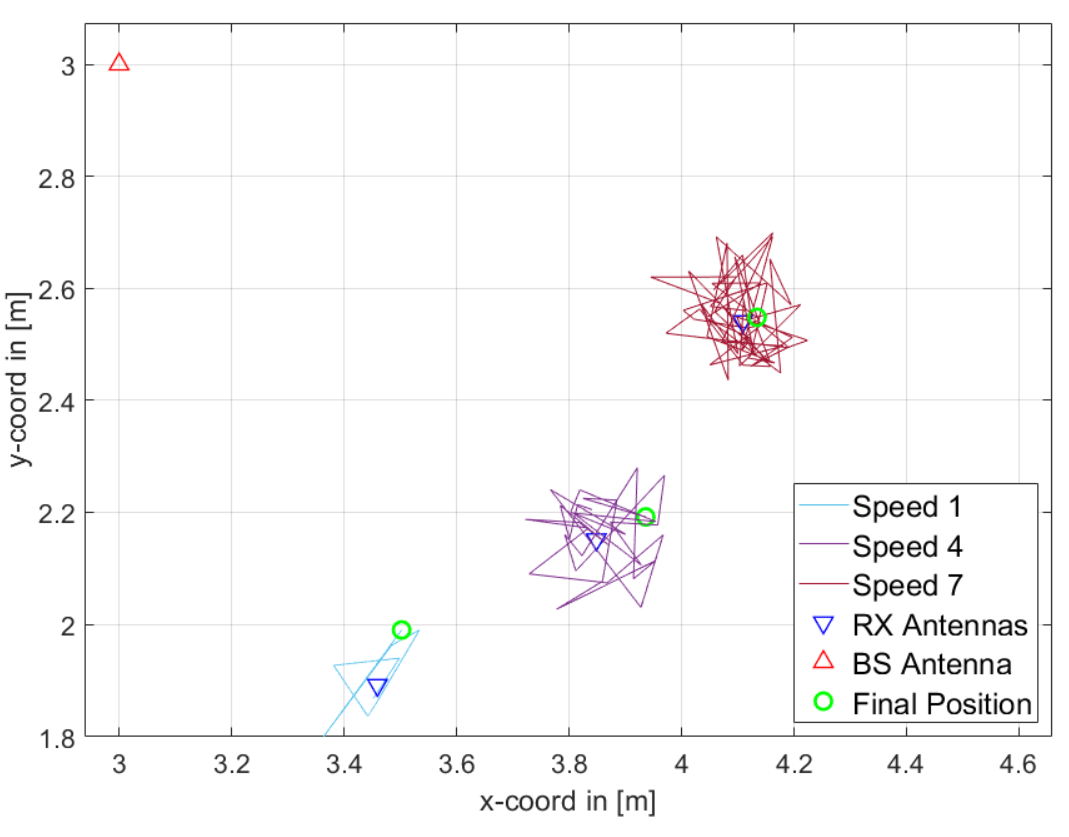 3
2.8
2.6
2.4
2.2
2
1.8
y-coord in [m]
3
3.2
3.4
3.6
3.8
4
4.2
4.4
4.6
x-coord in [m]
Speed 1
Speed 4
Speed 7
RX Antennas
BS Antenna
Final Position